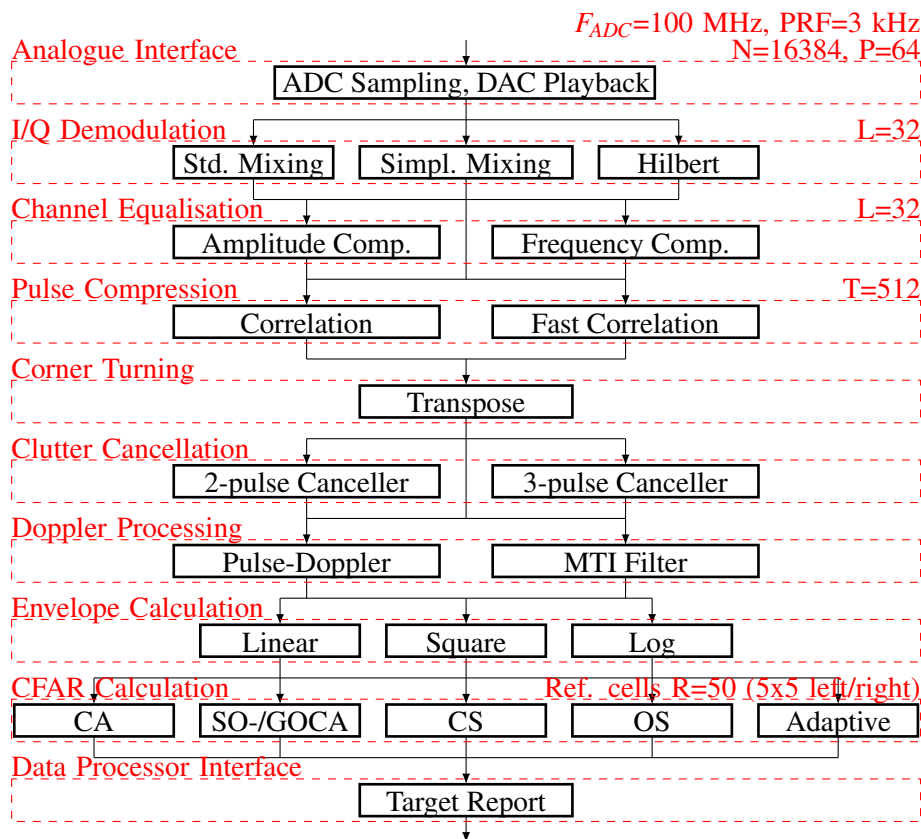 F_ADC=100 MHz, PRF=3 kHz
Analogue Interface N=16384, P=64
ADC Sampling, DAC Playback
I/Q Demodulation L=32
Std. Mixing Simpl. Mixing Hilbert
Channel Equalisation L=32
Amplitude Comp. Frequency Comp.
Pulse Compression T=512
Correlation Fast Correlation
Corner Turning
Transpose
Clutter Cancellation
2-pulse Canceller 3-pulse Canceller
Doppler Processing
Pulse-Doppler MTI Filter
Envelope Calculation
Linear Square Log
CFAR Calculation Ref. cells R=50 (5x5 left/right)
CA SO-/GOCA CS OS Adaptive
Data Processor Interface
Target Report